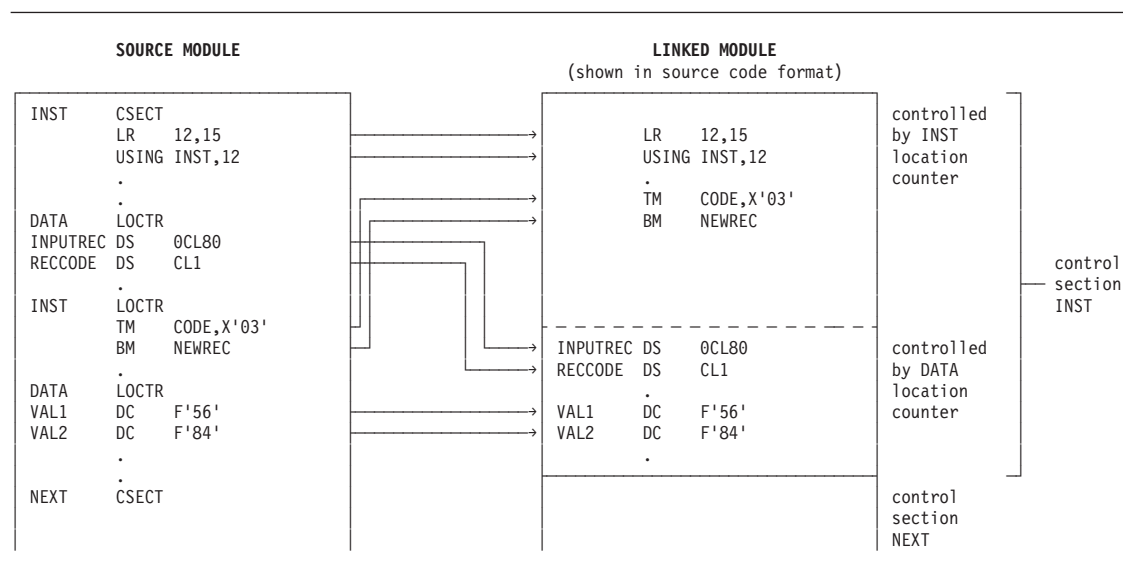 SOURCE MODULE
INST CSECT
LR 12,15
USING INST,12
.
.
DATA LOCTR
INPUTREC DS 0CL80
RECCODE DS CL1
.
INST LOCTR
TM CODE,X'03'
BM NEWREC
.
DATA LOCTR
VAL1 DC F'56'
VAL2 DC F'84'
.
.
NEXT CSECT
LINKED MODULE
(shown in source code format)
LR 12,15
USING INST,12
.
TM CODE,X'03'
BM NEWREC
INPUTREC DS 0CL80
RECCODE DS CL1
.
VAL1 DC F'56'
VAL2 DC F'84'
.
controlled
by INST
location
counter
controlled
by DATA
location
counter
control
section
NEXT
control
section
INST